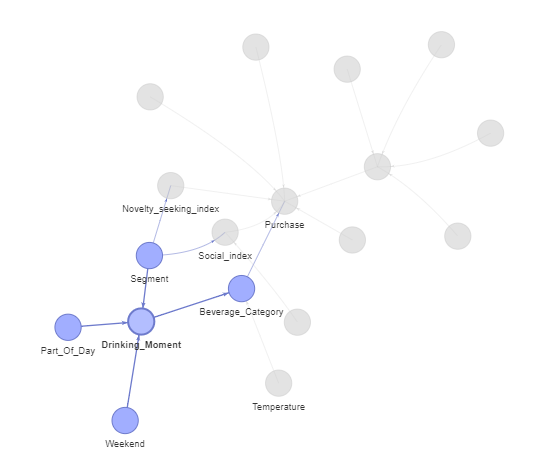 Novelty_seeking_index
Purchase
Social_index
Segment
Beverage_Category
Drinking_Moment
Part_Of_Day
Temperature
Weekend